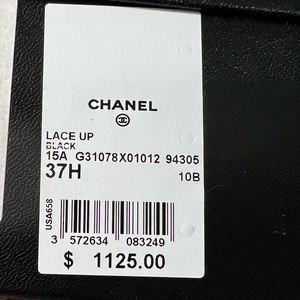 CHANEL
LACE UP
BLACK
15A G31078X01012 94305
37H
10B
USA658
3 572634 083249
$ 1125.00